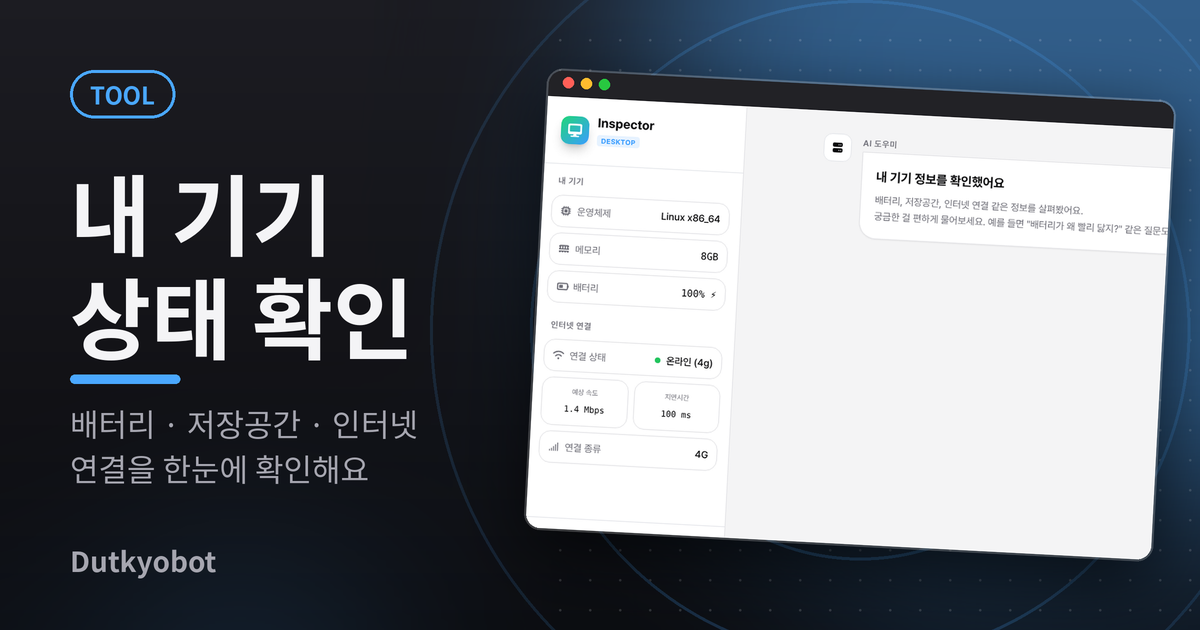 TOOL
내 기기
상태 확인
배터리 · 저장공간 · 인터넷
연결을 한눈에 확인해요
Dutkyobot
Inspector
DESKTOP
내 기기
운영체제 Linux x86_64
메모리 8GB
배터리 100% ⚡
인터넷 연결
연결 상태 온라인 (4g)
예상 속도
1.4 Mbps
지연시간
100 ms
연결 종류 4G
AI 도우미
내 기기 정보를 확인했어요
배터리, 저장공간, 인터넷 연결 같은 정보를 살펴봤어요.
궁금한 걸 편하게 물어보세요. 예를 들면 "배터리가 왜 빨리 닳지?" 같은 질문도